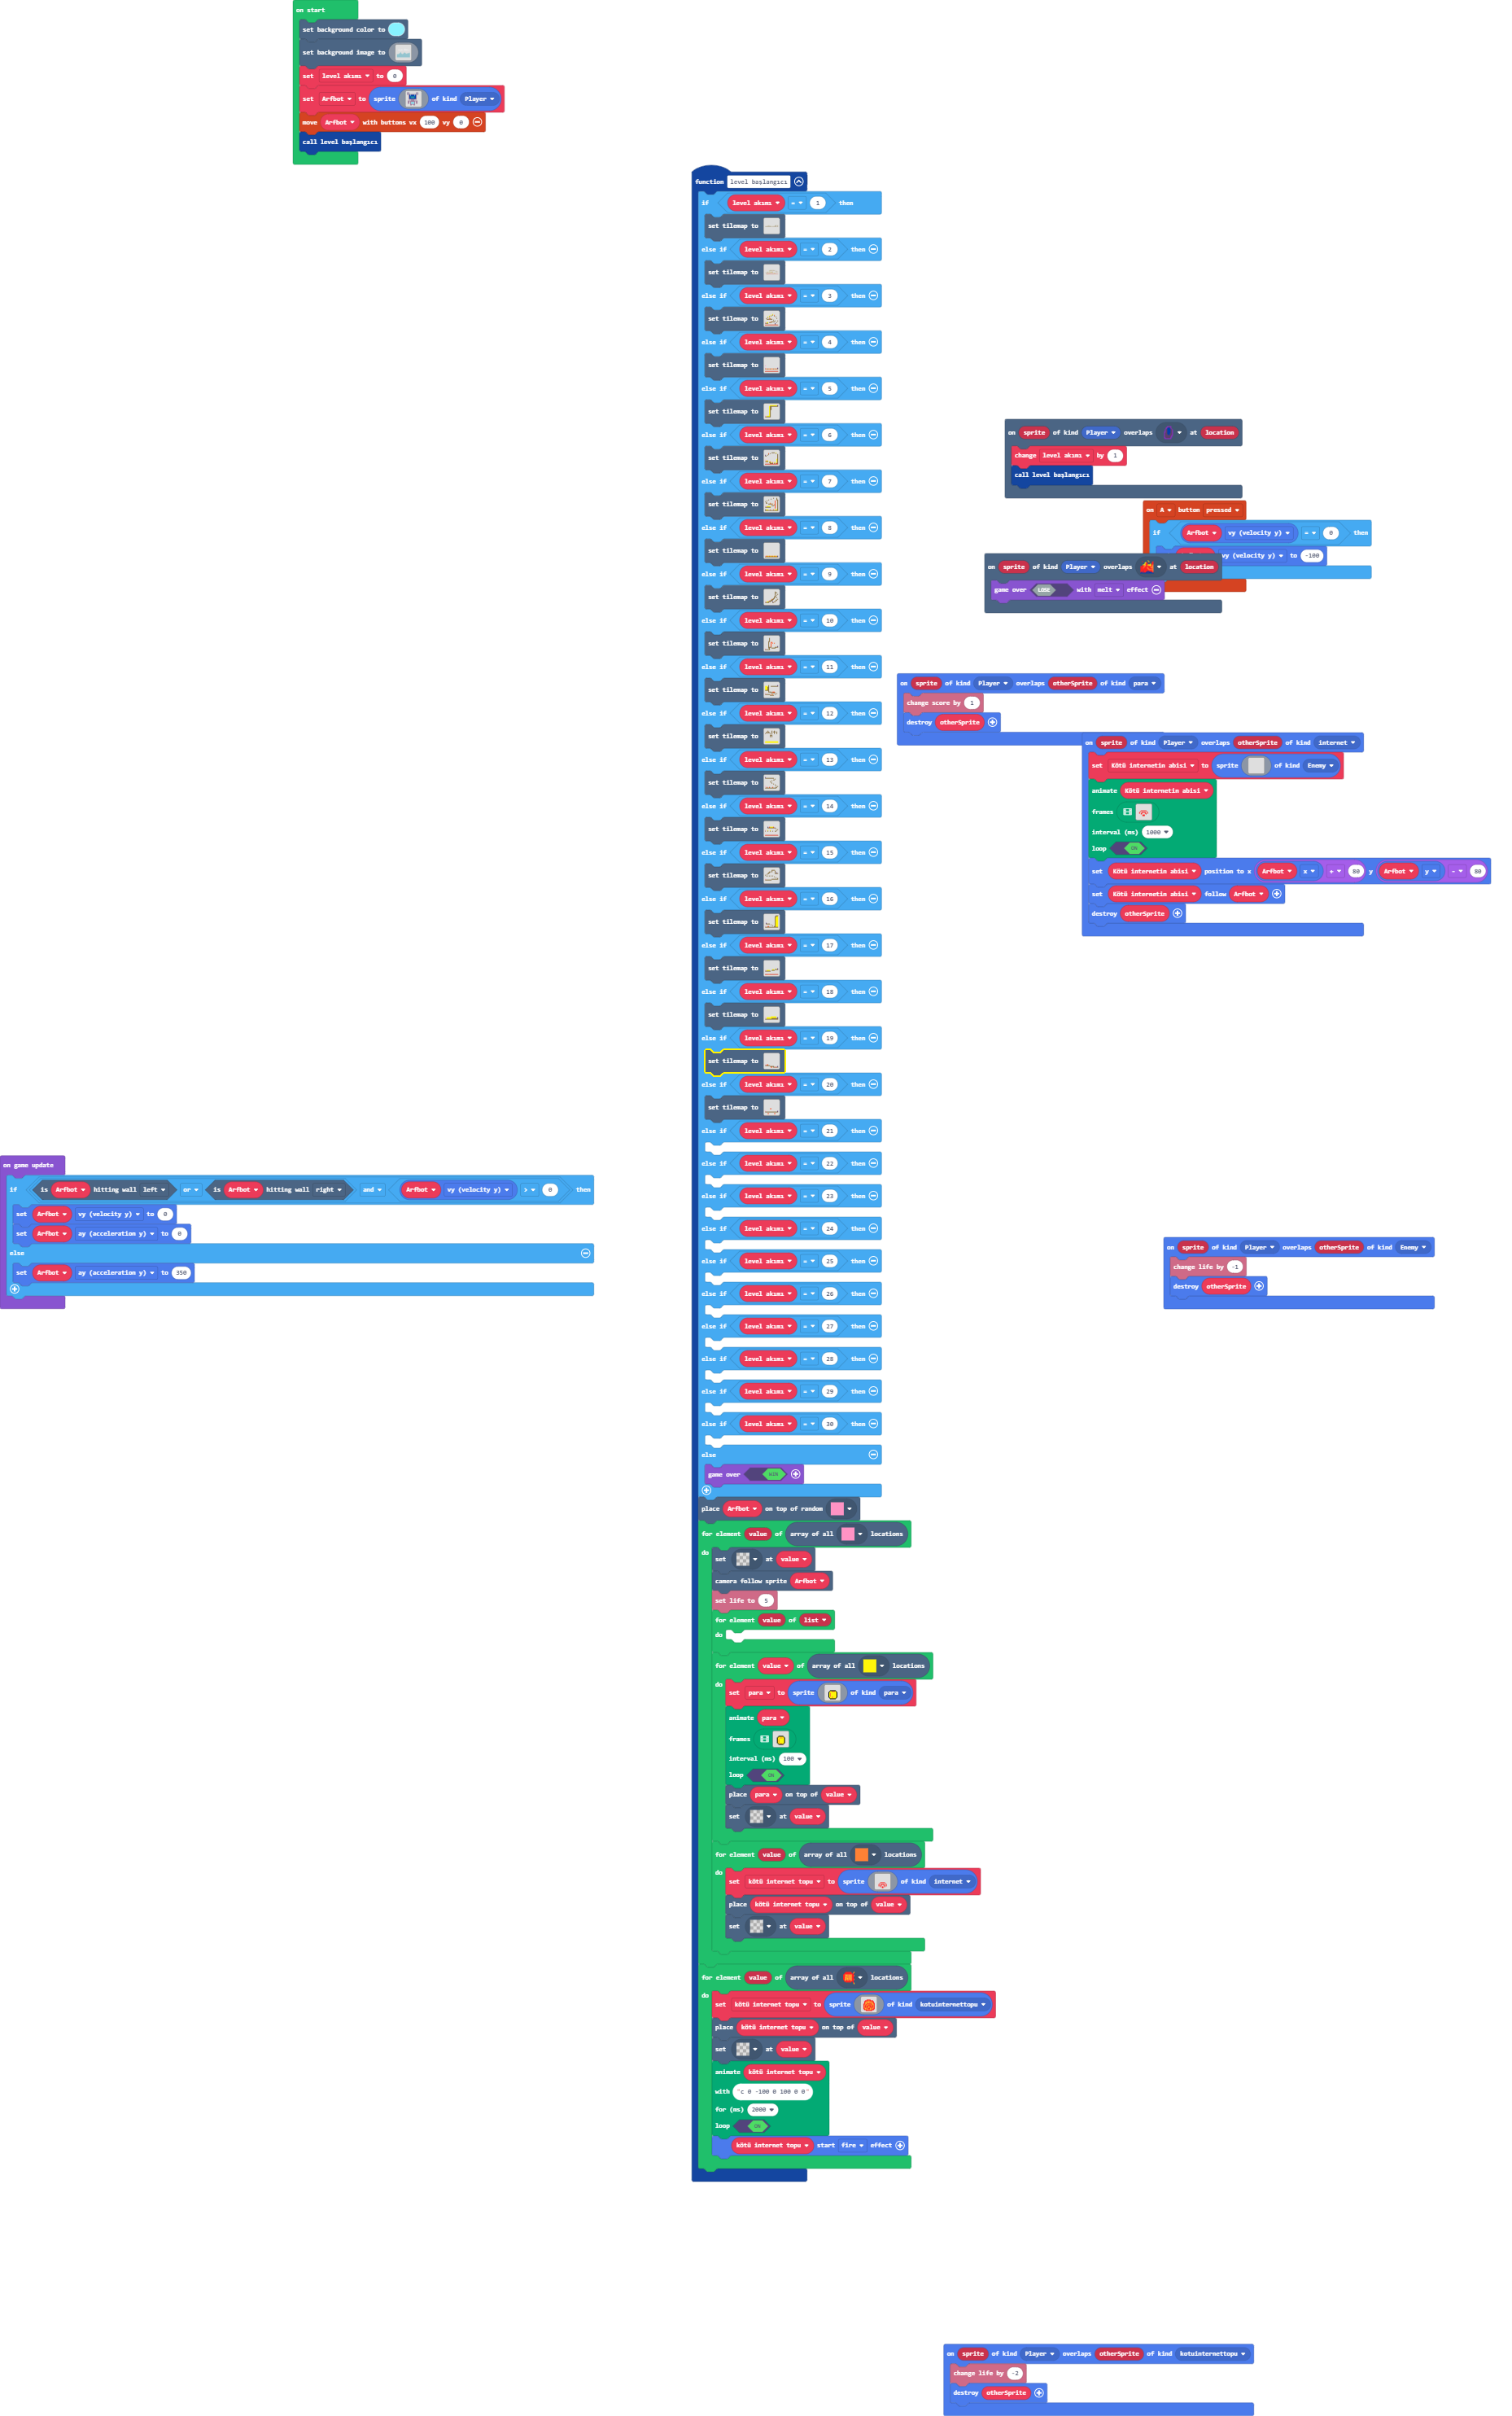 on start
set background color to
set background image to
set level akımı to 0
set Arfbot to sprite of kind Player
move Arfbot with buttons vx 100 vy 0
call level başlangıcı
function level başlangıcı
if level akımı = 1 then
set tilemap to
else if level akımı = 2 then
set tilemap to
else if level akımı = 3 then
set tilemap to
else if level akımı = 4 then
set tilemap to
else if level akımı = 5 then
set tilemap to
else if level akımı = 6 then
set tilemap to
else if level akımı = 7 then
set tilemap to
else if level akımı = 8 then
set tilemap to
else if level akımı = 9 then
set tilemap to
else if level akımı = 10 then
set tilemap to
else if level akımı = 11 then
set tilemap to
else if level akımı = 12 then
set tilemap to
else if level akımı = 13 then
set tilemap to
else if level akımı = 14 then
set tilemap to
else if level akımı = 15 then
set tilemap to
else if level akımı = 16 then
set tilemap to
else if level akımı = 17 then
set tilemap to
else if level akımı = 18 then
set tilemap to
else if level akımı = 19 then
set tilemap to
else if level akımı = 20 then
set tilemap to
else if level akımı = 21 then
else if level akımı = 22 then
else if level akımı = 23 then
else if level akımı = 24 then
else if level akımı = 25 then
else if level akımı = 26 then
else if level akımı = 27 then
else if level akımı = 28 then
else if level akımı = 29 then
else if level akımı = 30 then
else
game over WIN
place Arfbot on top of random
for element value of array of all locations
do
set at value
camera follow sprite Arfbot
set life to 5
for element value of list
do
for element value of array of all locations
do
set para to sprite of kind para
animate para
frames
interval (ms) 100
loop ON
place para on top of value
set at value
for element value of array of all locations
do
set kötü internet topu to sprite of kind internet
place kötü internet topu on top of value
set at value
for element value of array of all locations
do
set kötü internet topu to sprite of kind kotuinternettopu
place kötü internet topu on top of value
set at value
animate kötü internet topu
with "c 0 -100 0 100 0 0"
for (ms) 2000
loop ON
kötü internet topu start fire effect
on sprite of kind Player overlaps at location
change level akımı by 1
call level başlangıcı
on A button pressed
if Arfbot vy (velocity y) = 0 then
vy (velocity y) to -100
on sprite of kind Player overlaps at location
game over LOSE with melt effect
on sprite of kind Player overlaps otherSprite of kind para
change score by 1
destroy otherSprite
on sprite of kind Player overlaps otherSprite of kind internet
set Kötü internetin abisi to sprite of kind Enemy
animate Kötü internetin abisi
frames
interval (ms) 1000
loop ON
set Kötü internetin abisi position to x Arfbot x + 80 y Arfbot y - 80
set Kötü internetin abisi follow Arfbot
destroy otherSprite
on game update
if is Arfbot hitting wall left or is Arfbot hitting wall right and Arfbot vy (velocity y) > 0 then
set Arfbot vy (velocity y) to 0
set Arfbot ay (acceleration y) to 0
else
set Arfbot ay (acceleration y) to 350
on sprite of kind Player overlaps otherSprite of kind Enemy
change life by -1
destroy otherSprite
on sprite of kind Player overlaps otherSprite of kind kotuinternettopu
change life by -2
destroy otherSprite